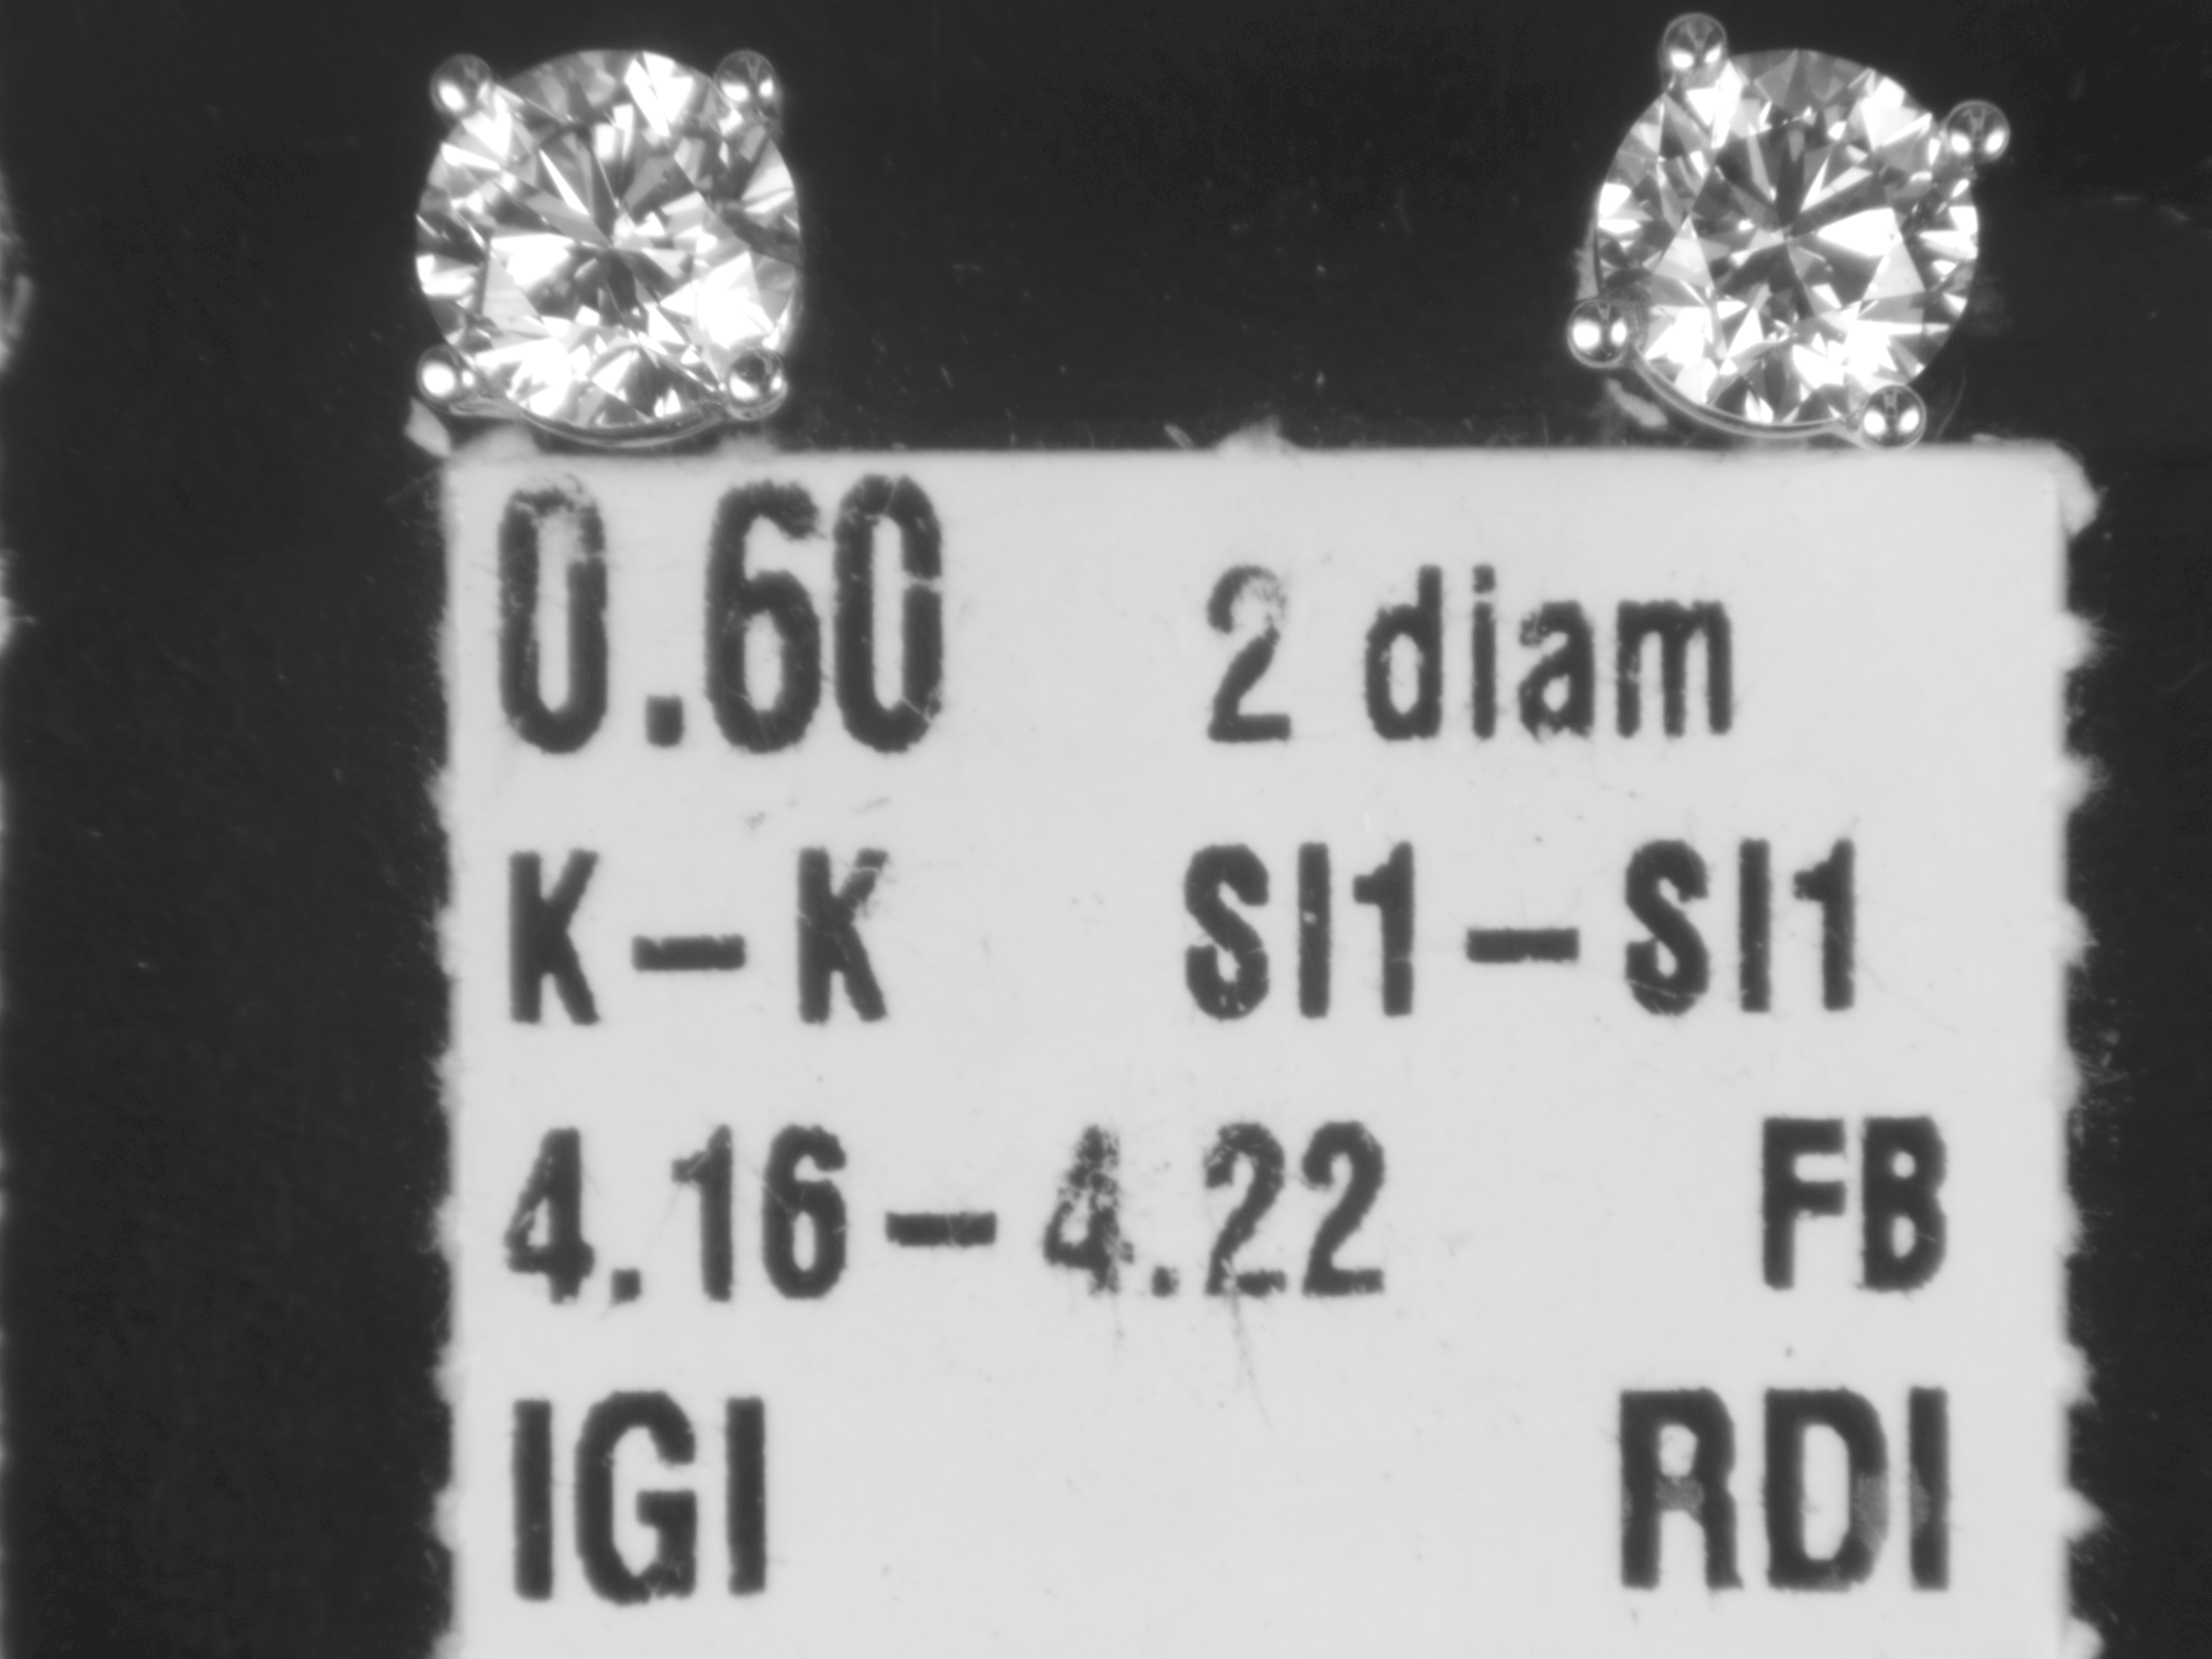 0.60 2 diam
K-K SI1-SI1
4.16-4.22 FB
IGI RDI